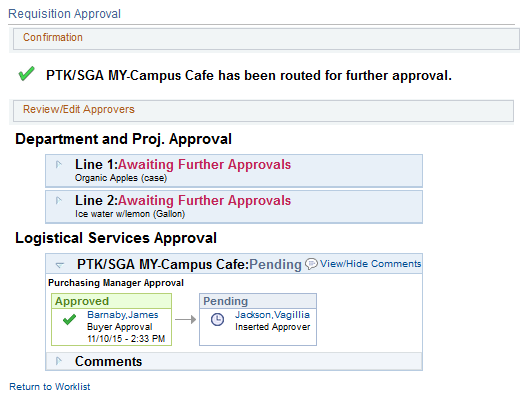 Requisition Approval
Confirmation
PTK/SGA MY-Campus Cafe has been routed for further approval.
Review/Edit Approvers
Department and Proj. Approval
Line 1:Awaiting Further Approvals
Organic Apples (case)
Line 2:Awaiting Further Approvals
Ice water w/lemon (Gallon)
Logistical Services Approval
PTK/SGA MY-Campus Cafe:Pending View/Hide Comments
Purchasing Manager Approval
Approved
Barnaby,James
Buyer Approval
11/10/15 - 2:33 PM
Pending
Jackson,Vagillia
Inserted Approver
Comments
Return to Worklist